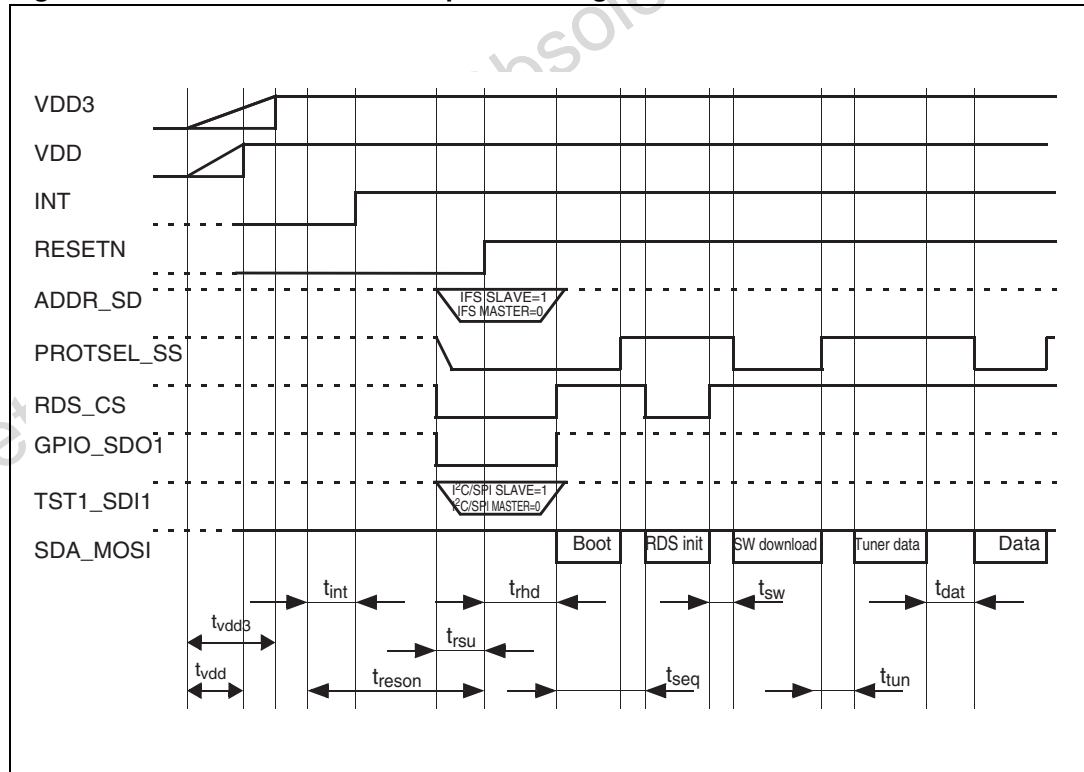 VDD3
VDD
INT
RESETN
ADDR_SD
IFS SLAVE=1
IFS MASTER=0
PROTSEL_SS
RDS_CS
GPIO_SDO1
TST1_SDI1
I²C/SPI SLAVE=1
I²C/SPI MASTER=0
SDA_MOSI
Boot
RDS init
SW download
Tuner data
Data
tint
trhd
tsw
tdat
tvdd3
trsu
tvdd
treson
tseq
ttun